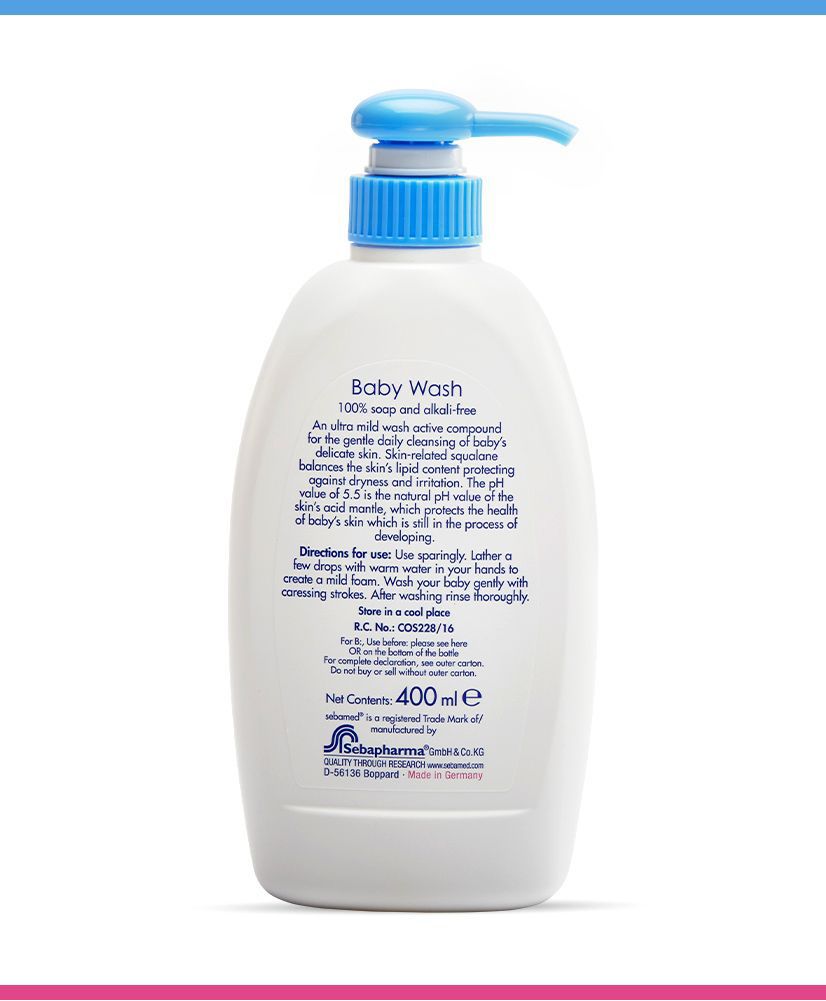 Baby Wash
100% soap and alkali-free
An ultra mild wash active compound
for the gentle daily cleansing of baby's
delicate skin. Skin-related squalane
balances the skin's lipid content protecting
against dryness and irritation. The pH
value of 5.5 is the natural pH value of the
skin's acid mantle, which protects the health
of baby's skin which is still in the process of
developing.
Directions for use: Use sparingly. Lather a
few drops with warm water in your hands to
create a mild foam. Wash your baby gently with
caressing strokes. After washing rinse thoroughly.
Store in a cool place
R.C. No.: COS228/16
For B:, Use before: please see here
OR on the bottom of the bottle
For complete declaration, see outer carton.
Do not buy or sell without outer carton.
Net Contents: 400 ml ℮
sebamed® is a registered Trade Mark of/
manufactured by
Sebapharma® GmbH & Co.KG
QUALITY THROUGH RESEARCH www.sebamed.com
D-56136 Boppard · Made in Germany